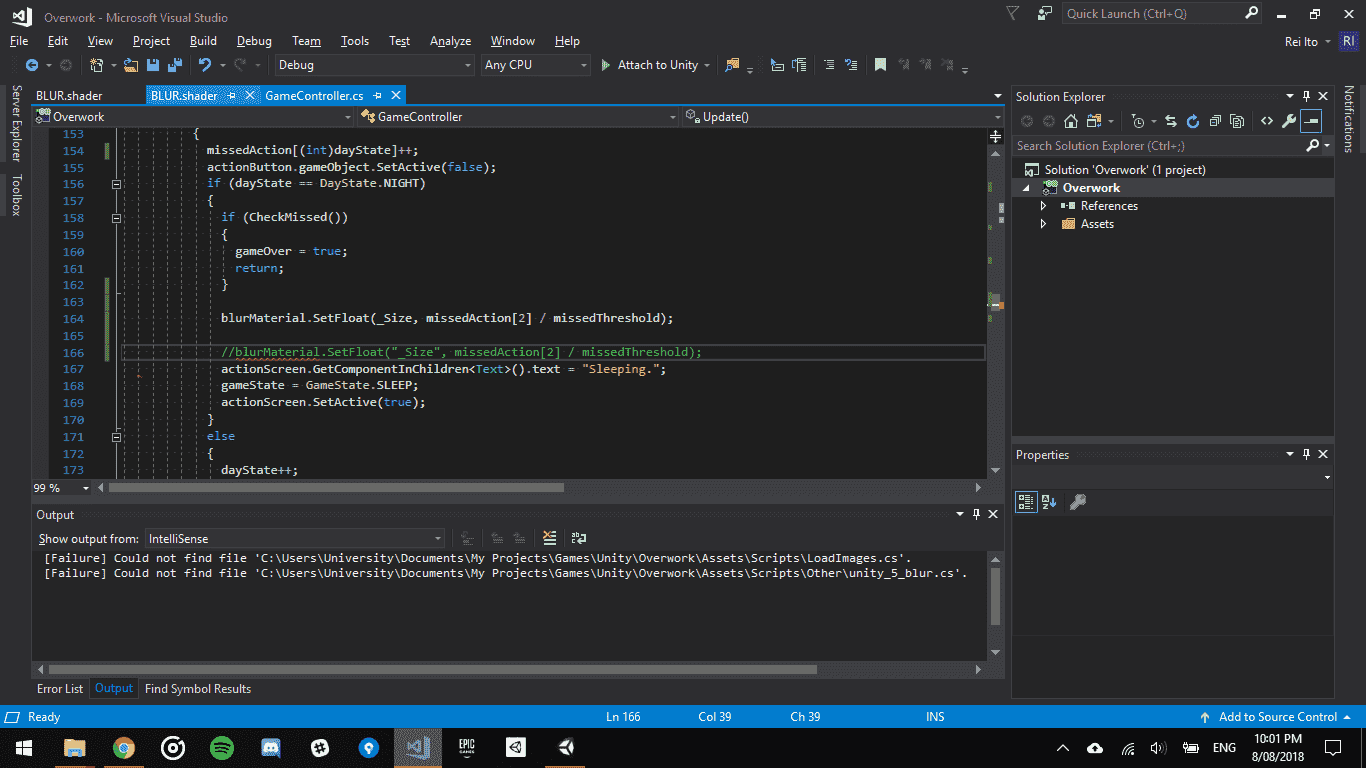 Overwork - Microsoft Visual Studio
Quick Launch (Ctrl+Q)
File Edit View Project Build Debug Team Tools Test Analyze Window Help
Rei Ito RI
Debug Any CPU Attach to Unity
Server Explorer
Toolbox
BLUR.shader BLUR.shader GameController.cs
Overwork GameController Update()
153 {
154 missedAction[(int)dayState]++;
155 actionButton.gameObject.SetActive(false);
156 if (dayState == DayState.NIGHT)
157 {
158 if (CheckMissed())
159 {
160 gameOver = true;
161 return;
162 }
163
164 blurMaterial.SetFloat(_Size, missedAction[2] / missedThreshold);
165
166 //blurMaterial.SetFloat("_Size", missedAction[2] / missedThreshold);
167 actionScreen.GetComponentInChildren<Text>().text = "Sleeping.";
168 gameState = GameState.SLEEP;
169 actionScreen.SetActive(true);
170 }
171 else
172 {
173 dayState++;
99 %
Output
Show output from: IntelliSense
[Failure] Could not find file 'C:\Users\University\Documents\My Projects\Games\Unity\Overwork\Assets\Scripts\LoadImages.cs'.
[Failure] Could not find file 'C:\Users\University\Documents\My Projects\Games\Unity\Overwork\Assets\Scripts\Other\unity_5_blur.cs'.
Error List Output Find Symbol Results
Solution Explorer
Search Solution Explorer (Ctrl+;)
Solution 'Overwork' (1 project)
Overwork
References
Assets
Properties
Notifications
Ready Ln 166 Col 39 Ch 39 INS Add to Source Control
EPIC
GAMES
ENG
10:01 PM
8/08/2018